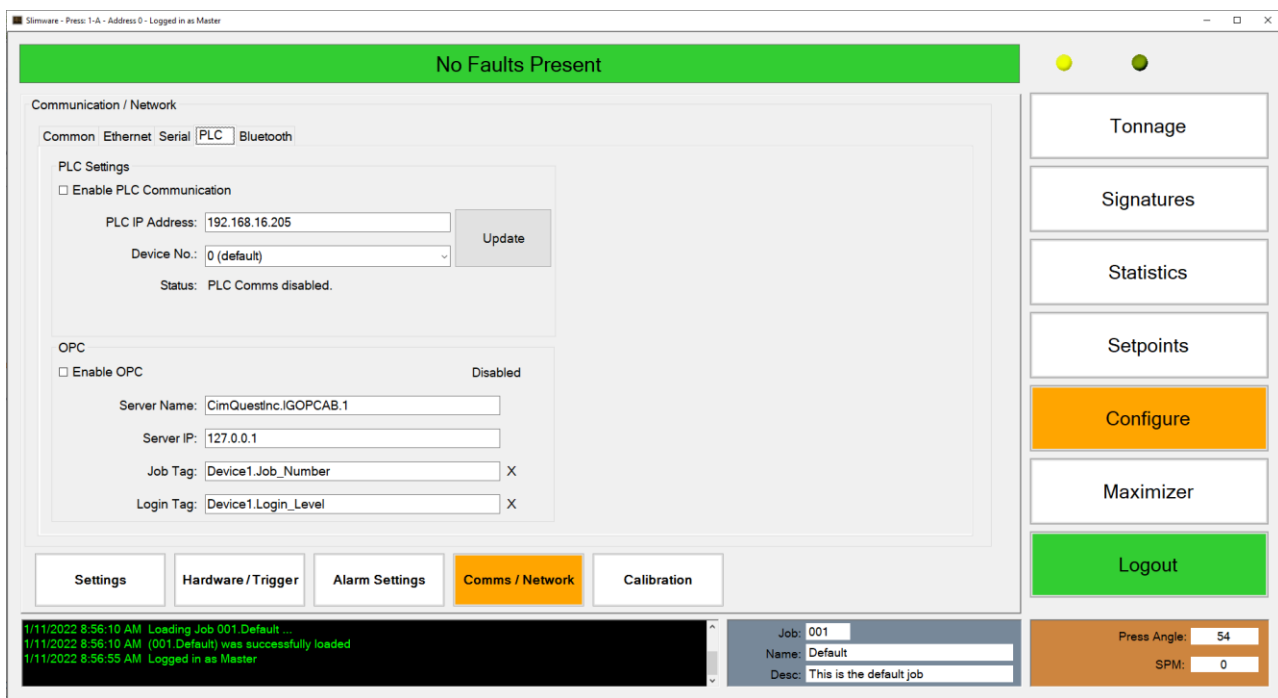 Slimware - Press: 1-A - Address 0 - Logged in as Master
No Faults Present
Communication / Network
Common Ethernet Serial PLC Bluetooth
PLC Settings
Enable PLC Communication
PLC IP Address: 192.168.16.205
Update
Device No.: 0 (default)
Status: PLC Comms disabled.
OPC
Enable OPC Disabled
Server Name: CimQuestInc.IGOPCAB.1
Server IP: 127.0.0.1
Job Tag: Device1.Job_Number X
Login Tag: Device1.Login_Level X
Settings
Hardware / Trigger
Alarm Settings
Comms / Network
Calibration
Tonnage
Signatures
Statistics
Setpoints
Configure
Maximizer
Logout
1/11/2022 8:56:10 AM Loading Job 001.Default ...
1/11/2022 8:56:10 AM (001.Default) was successfully loaded
1/11/2022 8:56:55 AM Logged in as Master
Job: 001
Name: Default
Desc: This is the default job
Press Angle: 54
SPM: 0